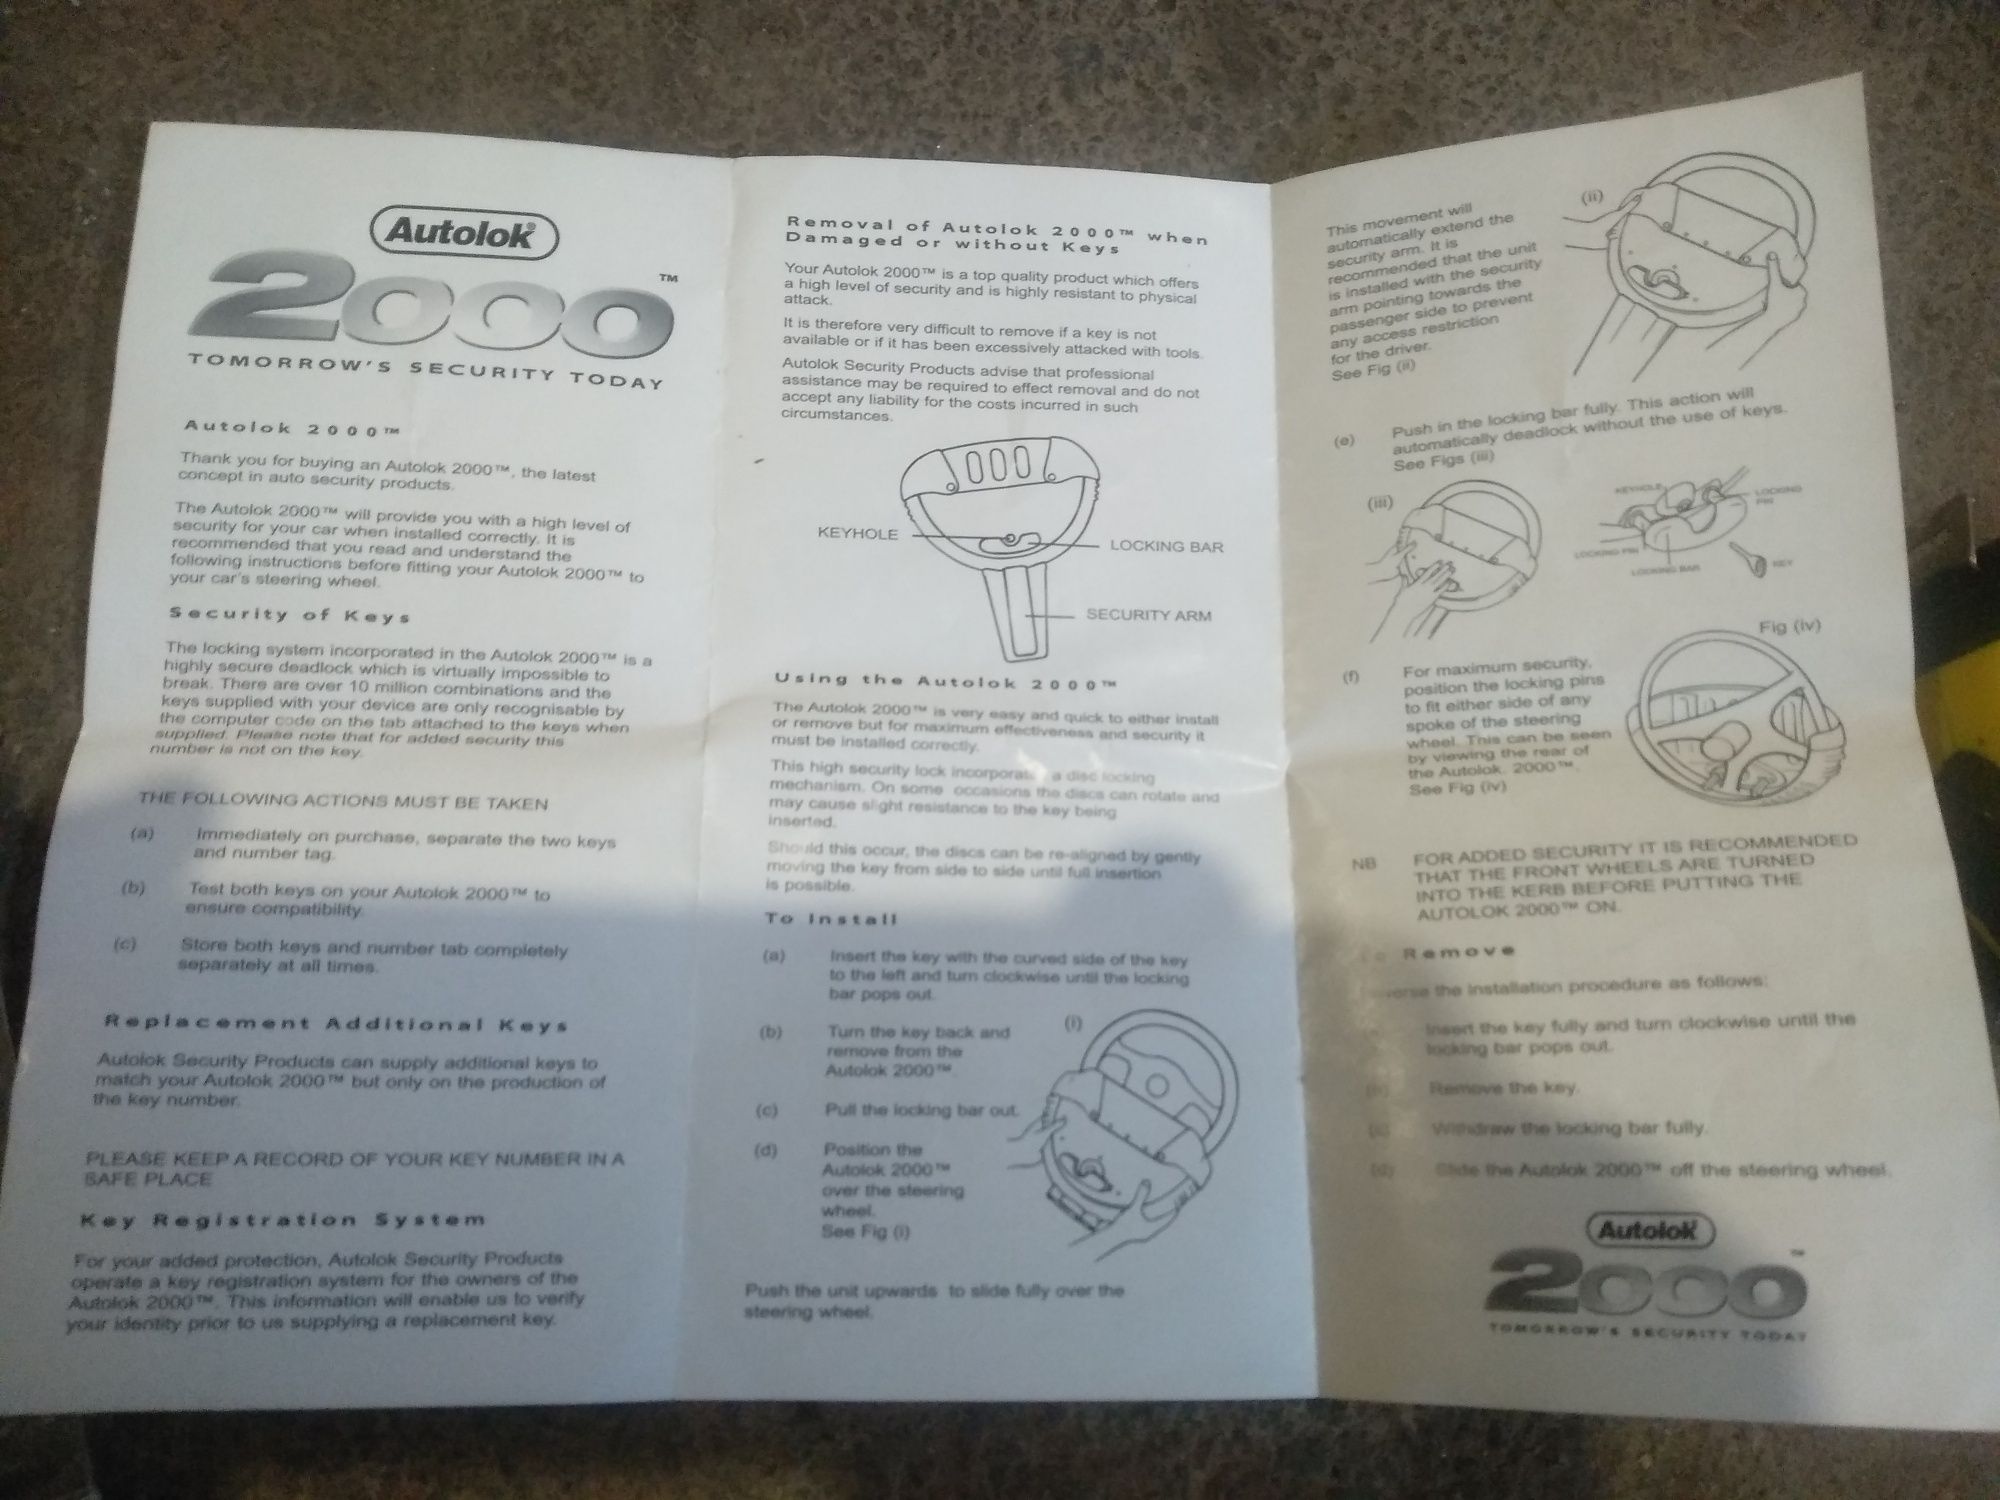 Autolok®
2000™
TOMORROW'S SECURITY TODAY
Autolok 2000™
Thank you for buying an Autolok 2000™, the latest
concept in auto security products.
The Autolok 2000™ will provide you with a high level of
security for your car when installed correctly. It is
recommended that you read and understand the
following instructions before fitting your Autolok 2000™ to
your car's steering wheel.
Security of Keys
The locking system incorporated in the Autolok 2000™ is a
highly secure deadlock which is virtually impossible to
break. There are over 10 million combinations and the
keys supplied with your device are only recognisable by
the computer code on the tab attached to the keys when
supplied. Please note that for added security this
number is not on the key.
THE FOLLOWING ACTIONS MUST BE TAKEN
(a) Immediately on purchase, separate the two keys
and number tag.
(b) Test both keys on your Autolok 2000™ to
ensure compatibility.
(c) Store both keys and number tab completely
separately at all times.
Replacement Additional Keys
Autolok Security Products can supply additional keys to
match your Autolok 2000™ but only on the production of
the key number.
PLEASE KEEP A RECORD OF YOUR KEY NUMBER IN A
SAFE PLACE
Key Registration System
For your added protection, Autolok Security Products
operate a key registration system for the owners of the
Autolok 2000™. This information will enable us to verify
your identity prior to us supplying a replacement key.
Removal of Autolok 2000™ when
Damaged or without Keys
Your Autolok 2000™ is a top quality product which offers
a high level of security and is highly resistant to physical
attack.
It is therefore very difficult to remove if a key is not
available or if it has been excessively attacked with tools.
Autolok Security Products advise that professional
assistance may be required to effect removal and do not
accept any liability for the costs incurred in such
circumstances.
KEYHOLE
LOCKING BAR
SECURITY ARM
Using the Autolok 2000™
The Autolok 2000™ is very easy and quick to either install
or remove but for maximum effectiveness and security it
must be installed correctly.
This high security lock incorporat a disc locking
mechanism. On some occasions the discs can rotate and
may cause slight resistance to the key being
inserted.
Should this occur, the discs can be re-aligned by gently
moving the key from side to side until full insertion
is possible.
To Install
(a) Insert the key with the curved side of the key
to the left and turn clockwise until the locking
bar pops out.
(b) Turn the key back and
remove from the
Autolok 2000™.
(c) Pull the locking bar out.
(d) Position the
Autolok 2000™
over the steering
wheel.
See Fig (i)
(i)
Push the unit upwards to slide fully over the
steering wheel.
This movement will
automatically extend the
security arm. It is
recommended that the unit
is installed with the security
arm pointing towards the
passenger side to prevent
any access restriction
for the driver.
See Fig (ii)
(ii)
(e) Push in the locking bar fully. This action will
automatically deadlock without the use of keys.
See Figs (iii)
(iii)
KEYHOLE
LOCKING
PIN
LOCKING PIN
LOCKING BAR
KEY
Fig (iv)
(f) For maximum security,
position the locking pins
to fit either side of any
spoke of the steering
wheel. This can be seen
by viewing the rear of
the Autolok 2000™.
See Fig (iv)
NB FOR ADDED SECURITY IT IS RECOMMENDED
THAT THE FRONT WHEELS ARE TURNED
INTO THE KERB BEFORE PUTTING THE
AUTOLOK 2000™ ON.
Remove
the installation procedure as follows:
Insert the key fully and turn clockwise until the
locking bar pops out.
Remove the key.
Withdraw the locking bar fully.
(d) Slide the Autolok 2000™ off the steering wheel.
Autolok
2000™
TOMORROW'S SECURITY TODAY